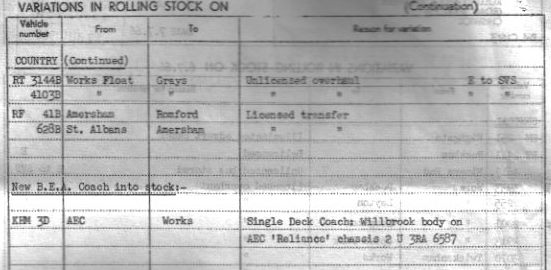 VARIATIONS IN ROLLING STOCK ON (Continuation)
Vehicle number From To Reason for variation
COUNTRY (Continued)
RT 3144B Works Float Grays Unlicensed overhaul E to SVS
4103B " " " " " "
RF 41B Amersham Romford Licensed transfer
628B St. Albans Amersham " "
New B.E.A. Coach into stock:-
KHM 3D AEC Works Single Deck Coach: Willbrook body on
AEC 'Reliance' chassis 2 U 3RA 6587